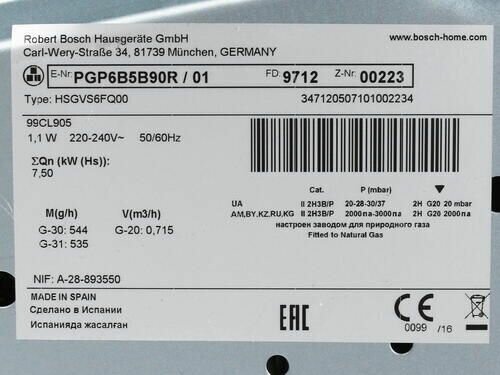 Robert Bosch Hausgeräte GmbH
Carl-Wery-Straße 34, 81739 München, GERMANY
www.bosch-home.com
E-Nr. PGP6B5B90R / 01 FD 9712 Z-Nr. 00223
Type: HSGVS6FQ00 347120507101002234
99CL905
1,1 W 220-240V~ 50/60Hz
ΣQn (kW (Hs)):
7,50
Cat. P (mbar)
UA II 2H3B/P 20-28-30/37 2H G20 20 mbar
AM,BY,KZ,RU,KG II 2H3B/P 2000па-3000па 2H G20 2000па
настроен заводом для природного газа
Fitted to Natural Gas
M(g/h) V(m3/h)
G-30: 544 G-20: 0,715
G-31: 535
NIF: A-28-893550
MADE IN SPAIN
Сделано в Испании
Испанияда жасалған
EAC
CE
0099 /16